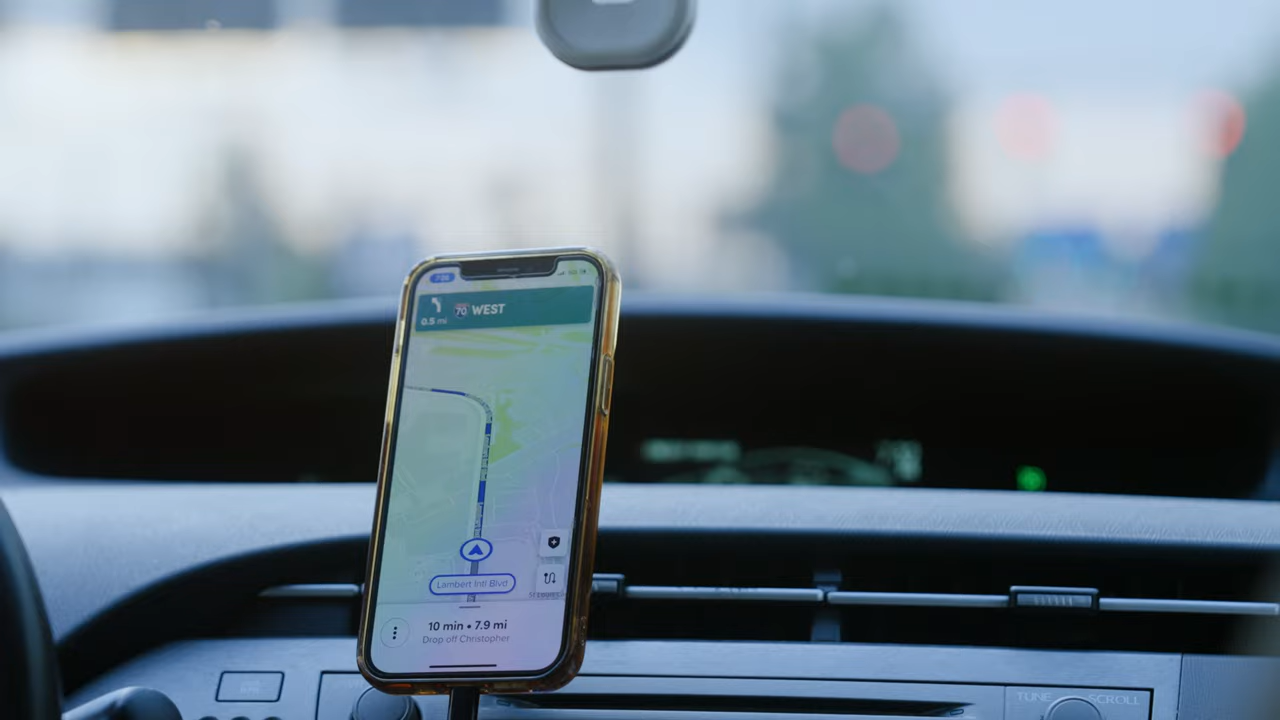 70 WEST
0.5 mi
Lambert Intl Blvd
10 min • 7.9 mi
Drop off Christopher
TUNE SCROLL